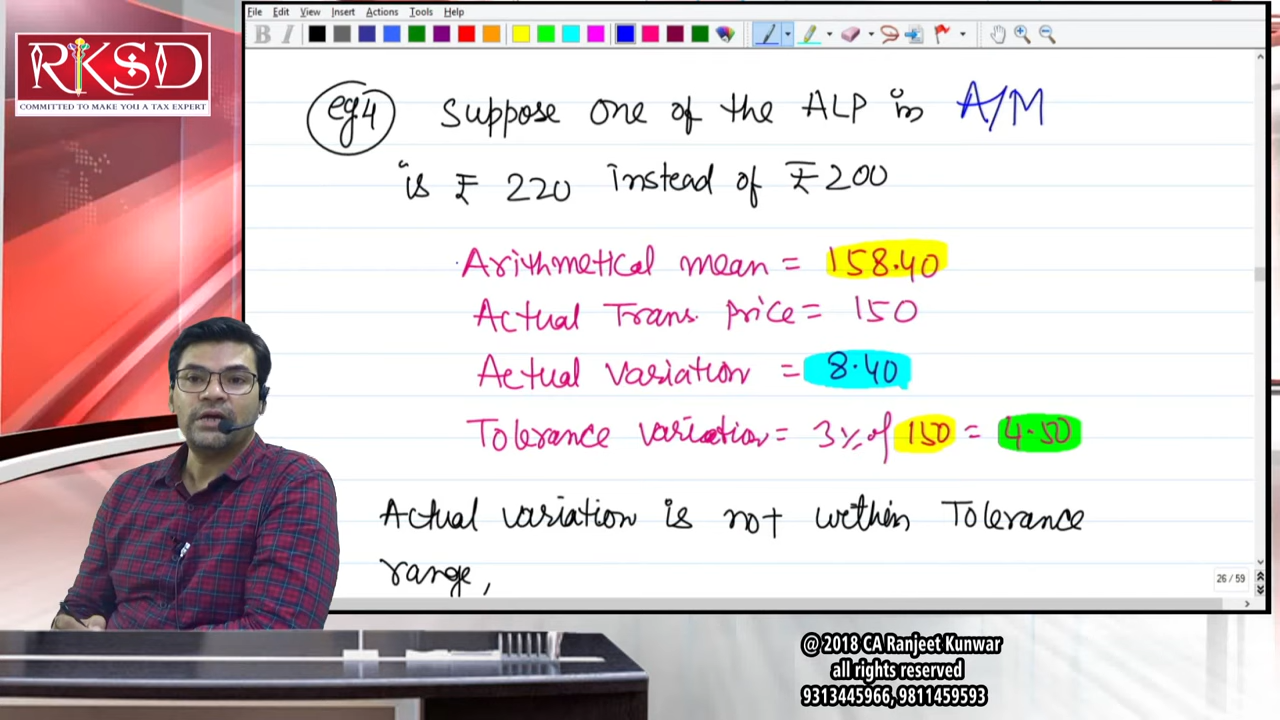 File Edit View Insert Actions Tools Help
B I
RKSD
COMMITTED TO MAKE YOU A TAX EXPERT
eg4 Suppose one of the ALP in A/M
is ₹ 220 instead of ₹ 200
Arithmetical mean = 158.40
Actual Trans. Price = 150
Actual variation = 8.40
Tolerance variation = 3% of 150 = 4.50
Actual variation is not within Tolerance
range,
26 / 59
@ 2018 CA Ranjeet Kunwar
all rights reserved
9313445966, 9811459593